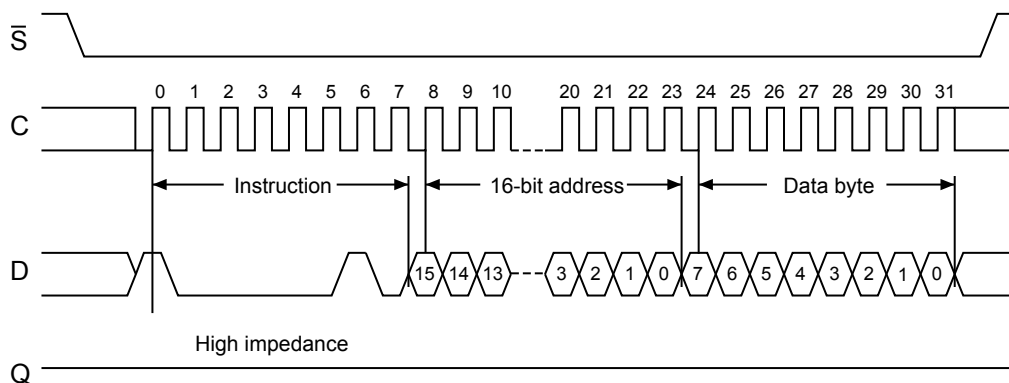 S̅
0 1 2 3 4 5 6 7 8 9 10 20 21 22 23 24 25 26 27 28 29 30 31
C
Instruction 16-bit address Data byte
D 15 14 13 3 2 1 0 7 6 5 4 3 2 1 0
High impedance
Q